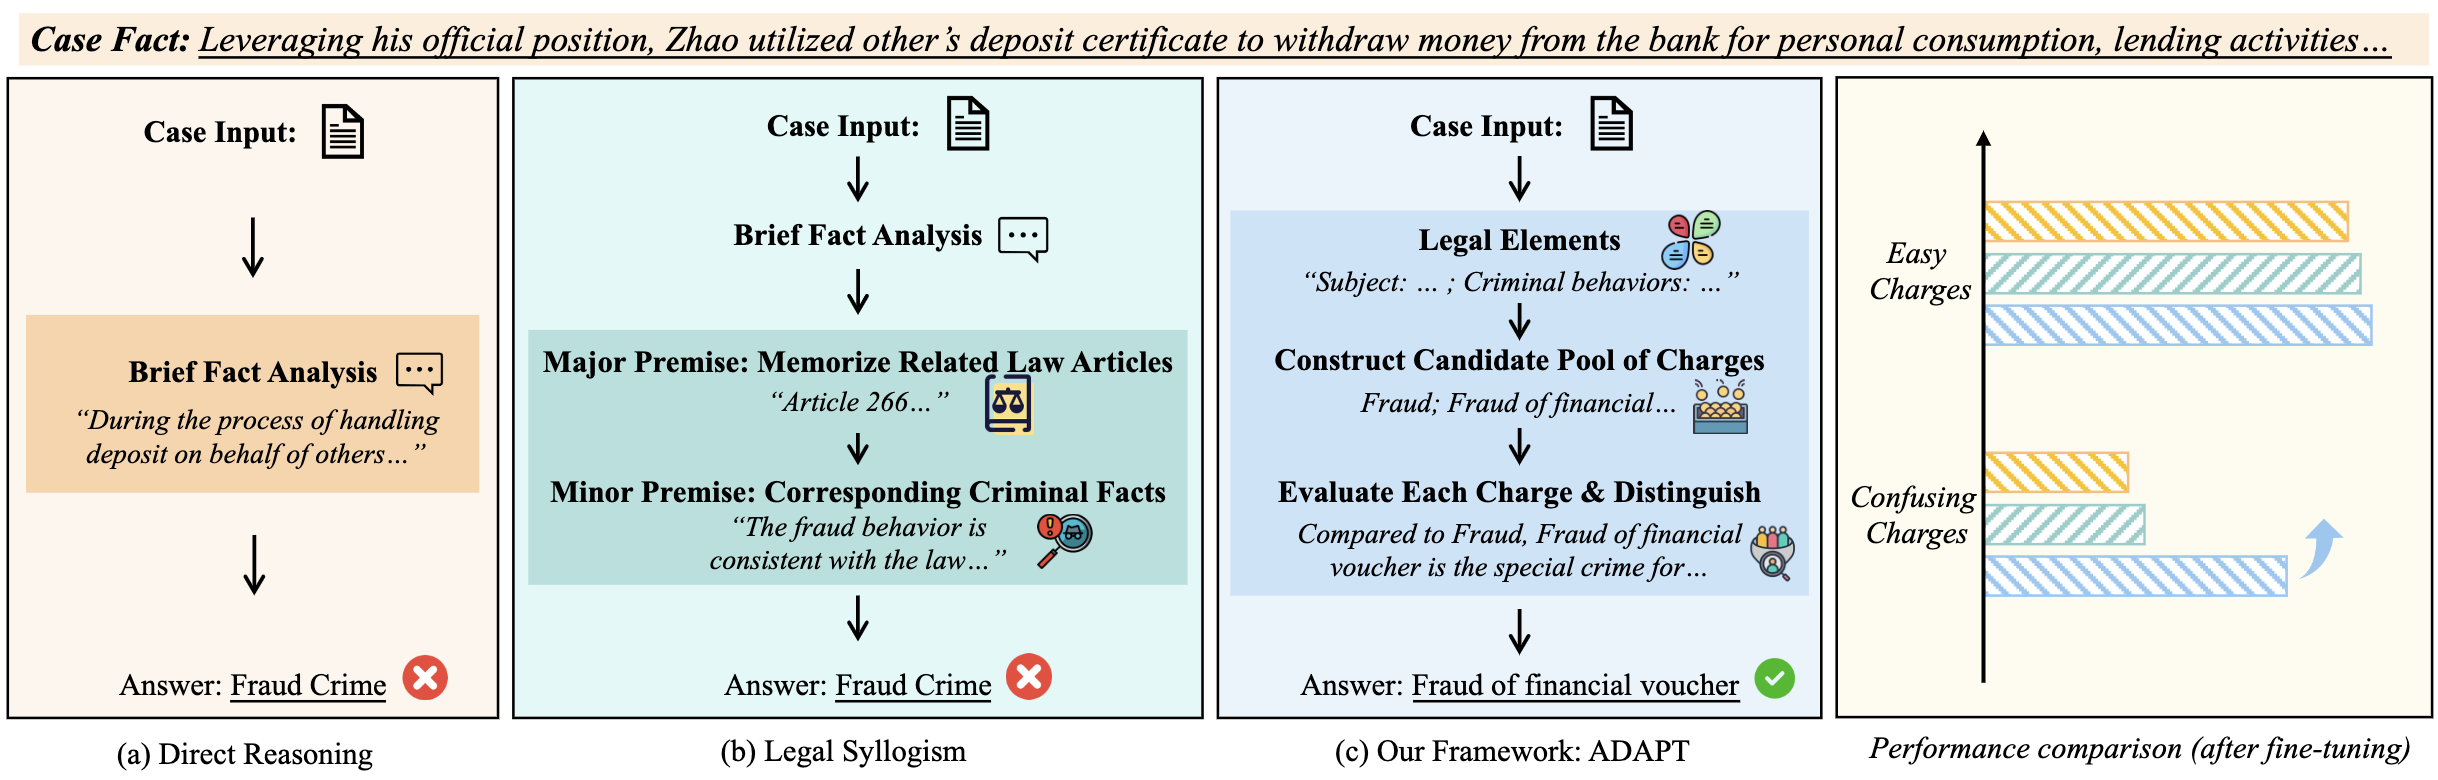 Case Fact: Leveraging his official position, Zhao utilized other’s deposit certificate to withdraw money from the bank for personal consumption, lending activities…
Case Input:
Brief Fact Analysis
“During the process of handling
deposit on behalf of others…”
Answer: Fraud Crime
(a) Direct Reasoning
Case Input:
Brief Fact Analysis
Major Premise: Memorize Related Law Articles
“Article 266…”
Minor Premise: Corresponding Criminal Facts
“The fraud behavior is
consistent with the law…”
Answer: Fraud Crime
(b) Legal Syllogism
Case Input:
Legal Elements
“Subject: … ; Criminal behaviors: …”
Construct Candidate Pool of Charges
Fraud; Fraud of financial…
Evaluate Each Charge & Distinguish
Compared to Fraud, Fraud of financial
voucher is the special crime for…
Answer: Fraud of financial voucher
(c) Our Framework: ADAPT
Easy
Charges
Confusing
Charges
Performance comparison (after fine-tuning)